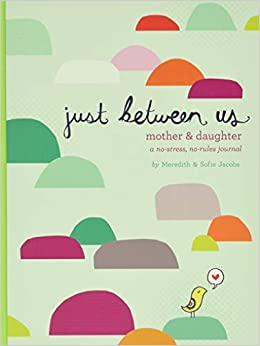 just between us
mother & daughter
a no-stress, no-rules journal
by Meredith & Sofie Jacobs